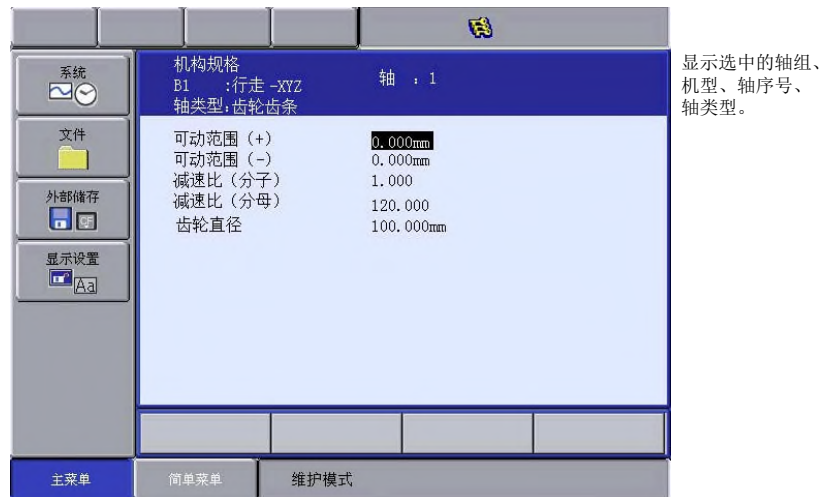 系统
文件
外部储存
CF
显示设置
Aa
机构规格
轴 :1
B1 :行走-XYZ
轴类型:齿轮齿条
可动范围(+) 0.000mm
可动范围(-) 0.000mm
减速比(分子) 1.000
减速比(分母) 120.000
齿轮直径 100.000mm
主菜单
简单菜单
维护模式
显示选中的轴组、
机型、轴序号、
轴类型。